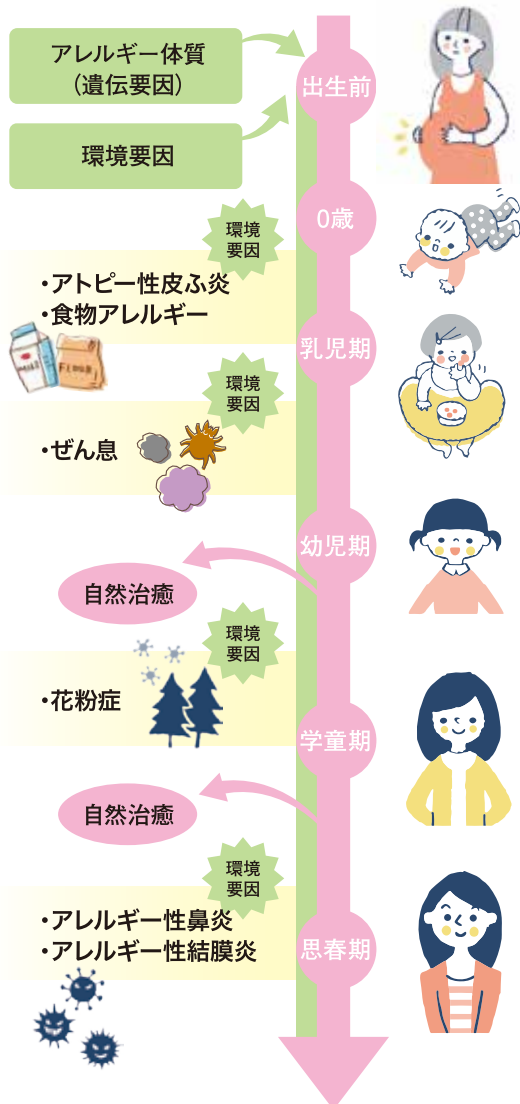 アレルギー体質
（遺伝要因）
出生前
環境要因
0歳
環境
要因
・アトピー性皮ふ炎
・食物アレルギー
MILK
FLOUR
乳児期
環境
要因
・ぜん息
幼児期
自然治癒
環境
要因
・花粉症
学童期
自然治癒
環境
要因
・アレルギー性鼻炎
・アレルギー性結膜炎
思春期